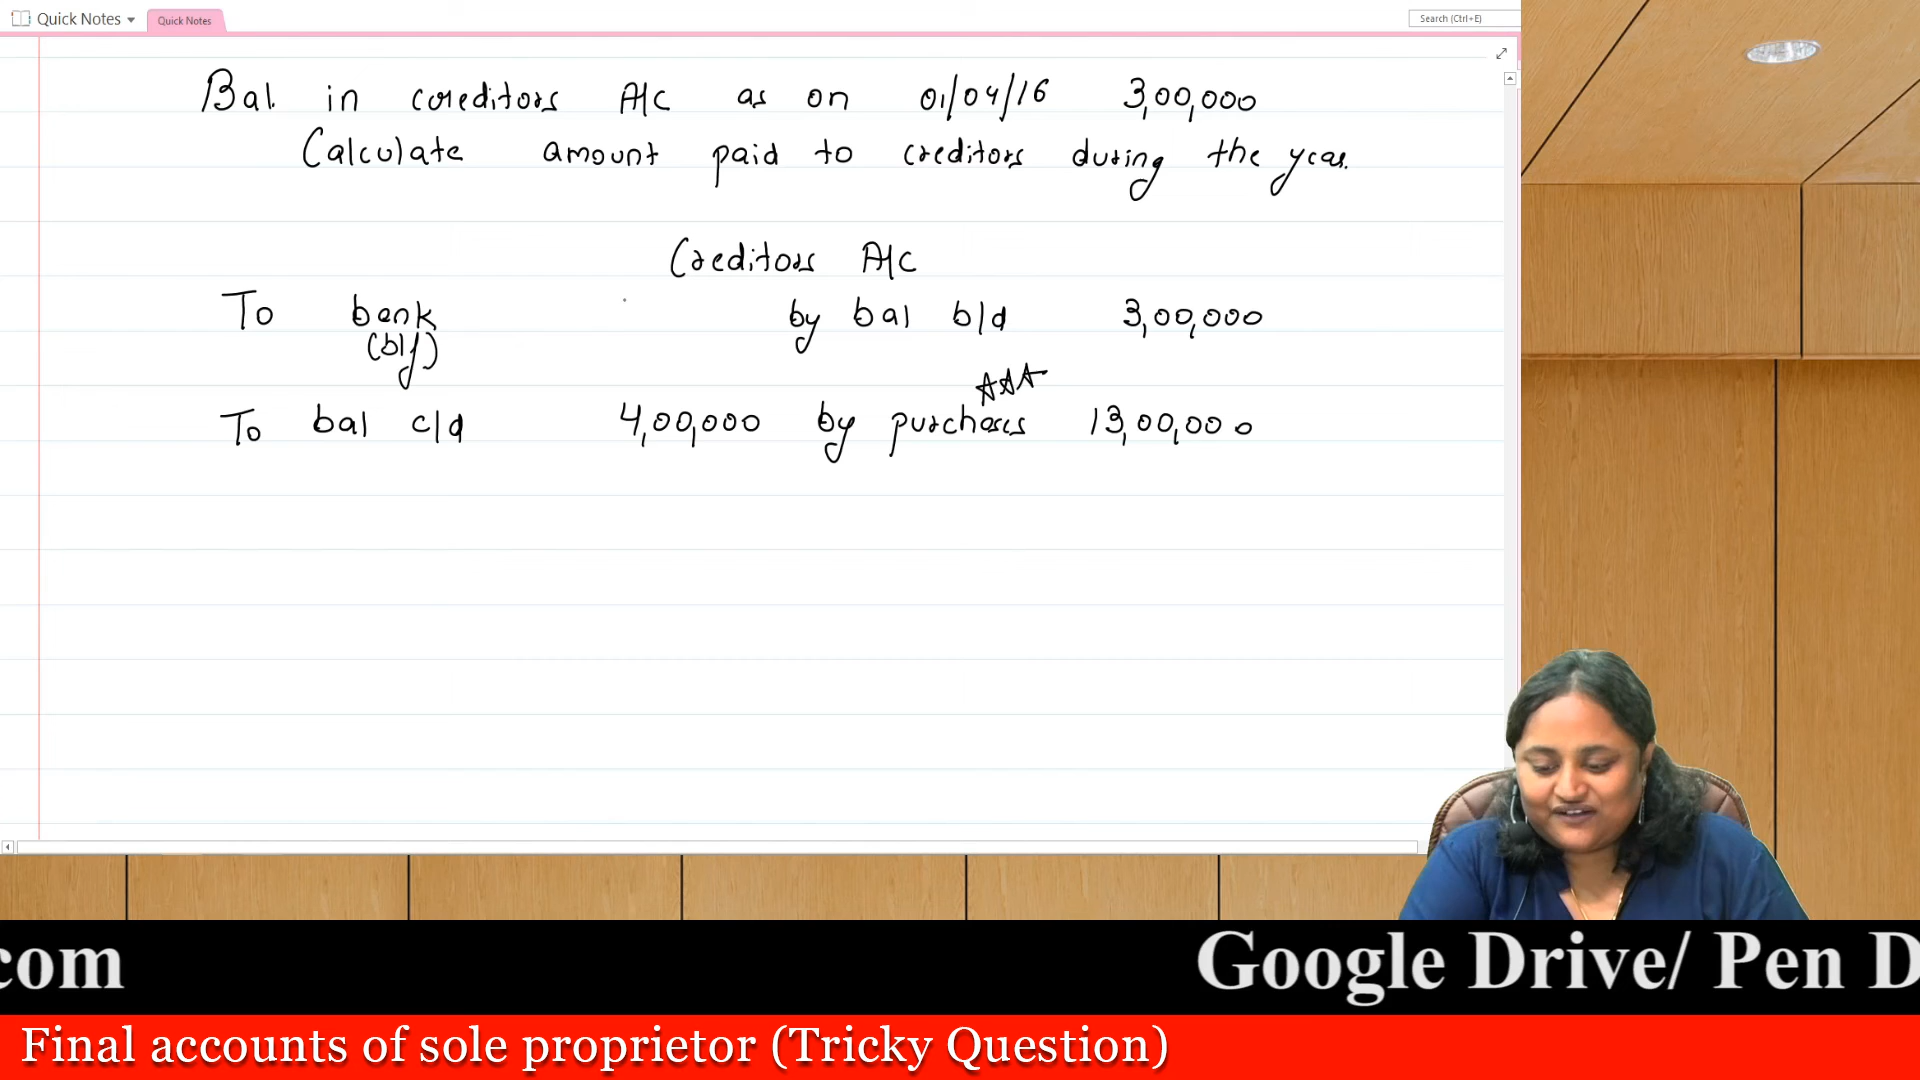 Quick Notes
Quick Notes
Search (Ctrl+E)
Bal. in creditors A/c as on 01/04/16 3,00,000
Calculate amount paid to creditors during the year.
Creditors A/c
To bank by bal b/d 3,00,000
(b/f)
To bal c/d 4,00,000 by purchases 13,00,000
com Google Drive/ Pen D
Final accounts of sole proprietor (Tricky Question)